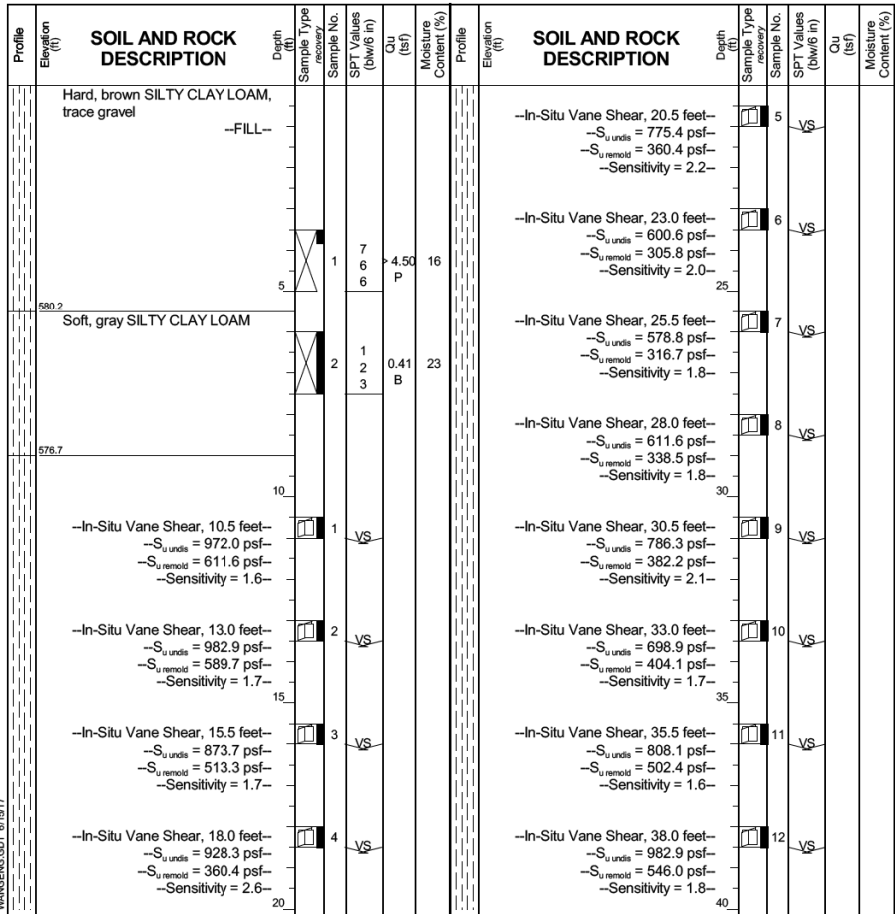 Profile
Elevation (ft)
SOIL AND ROCK DESCRIPTION
Depth (ft)
Sample Type recovery
Sample No.
SPT Values (blw/6 in)
Qu (tsf)
Moisture Content (%)
Hard, brown SILTY CLAY LOAM,
trace gravel
--FILL--
1
7
6
6
> 4.50
P
16
5
580.2
Soft, gray SILTY CLAY LOAM
2
1
2
3
0.41
B
23
576.7
10
--In-Situ Vane Shear, 10.5 feet-- 1 VS
--Su undis = 972.0 psf--
--Su remold = 611.6 psf--
--Sensitivity = 1.6--
--In-Situ Vane Shear, 13.0 feet-- 2 VS
--Su undis = 982.9 psf--
--Su remold = 589.7 psf--
--Sensitivity = 1.7--
15
--In-Situ Vane Shear, 15.5 feet-- 3 VS
--Su undis = 873.7 psf--
--Su remold = 513.3 psf--
--Sensitivity = 1.7--
--In-Situ Vane Shear, 18.0 feet-- 4 VS
--Su undis = 928.3 psf--
--Su remold = 360.4 psf--
--Sensitivity = 2.6--
20
Profile
Elevation (ft)
SOIL AND ROCK DESCRIPTION
Depth (ft)
Sample Type recovery
Sample No.
SPT Values (blw/6 in)
Qu (tsf)
Moisture Content (%)
--In-Situ Vane Shear, 20.5 feet-- 5 VS
--Su undis = 775.4 psf--
--Su remold = 360.4 psf--
--Sensitivity = 2.2--
--In-Situ Vane Shear, 23.0 feet-- 6 VS
--Su undis = 600.6 psf--
--Su remold = 305.8 psf--
--Sensitivity = 2.0--
25
--In-Situ Vane Shear, 25.5 feet-- 7 VS
--Su undis = 578.8 psf--
--Su remold = 316.7 psf--
--Sensitivity = 1.8--
--In-Situ Vane Shear, 28.0 feet-- 8 VS
--Su undis = 611.6 psf--
--Su remold = 338.5 psf--
--Sensitivity = 1.8--
30
--In-Situ Vane Shear, 30.5 feet-- 9 VS
--Su undis = 786.3 psf--
--Su remold = 382.2 psf--
--Sensitivity = 2.1--
--In-Situ Vane Shear, 33.0 feet-- 10 VS
--Su undis = 698.9 psf--
--Su remold = 404.1 psf--
--Sensitivity = 1.7--
35
--In-Situ Vane Shear, 35.5 feet-- 11 VS
--Su undis = 808.1 psf--
--Su remold = 502.4 psf--
--Sensitivity = 1.6--
--In-Situ Vane Shear, 38.0 feet-- 12 VS
--Su undis = 982.9 psf--
--Su remold = 546.0 psf--
--Sensitivity = 1.8--
40